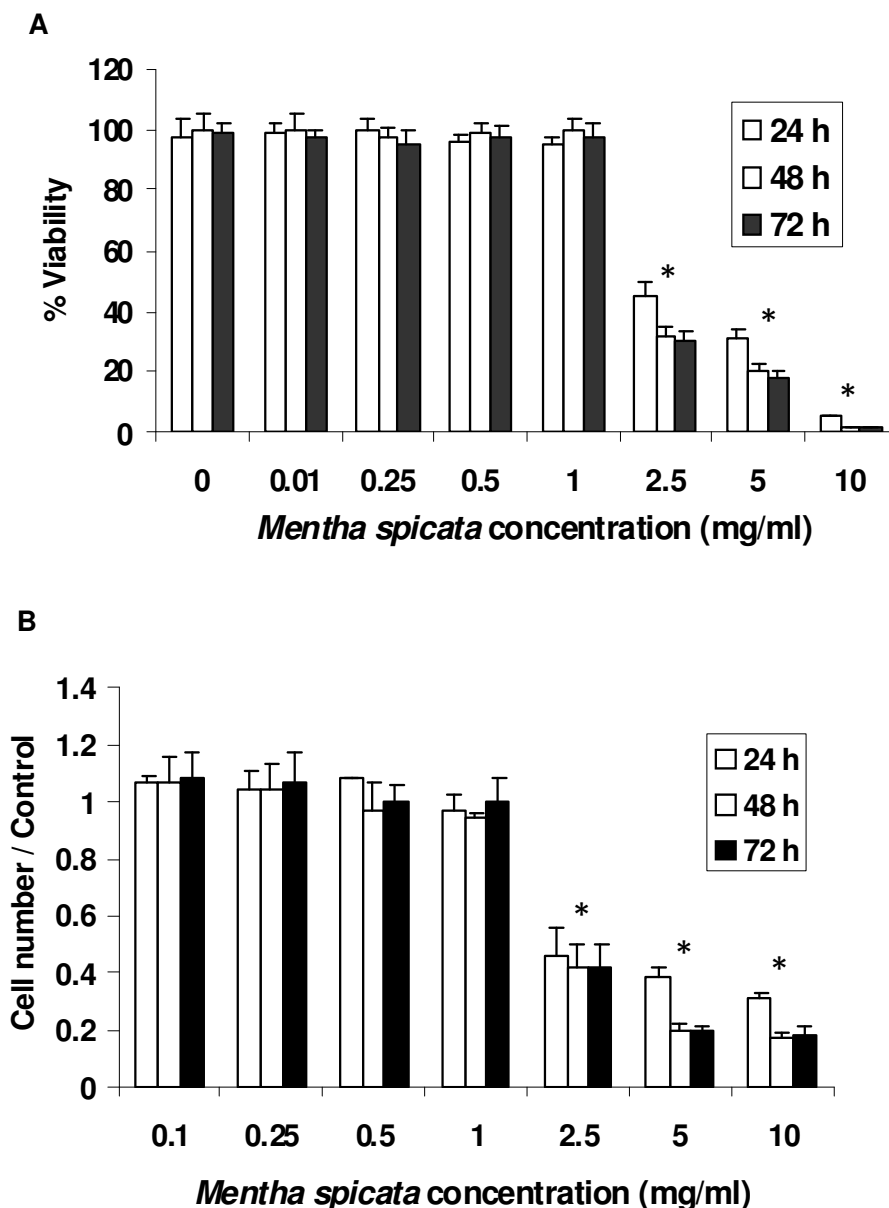 A
120
100
80
60
40
20
0
% Viability
24 h
48 h
72 h
*
*
*
0 0.01 0.25 0.5 1 2.5 5 10
Mentha spicata concentration (mg/ml)
B
1.4
1.2
1
0.8
0.6
0.4
0.2
0
Cell number / Control
24 h
48 h
72 h
*
*
*
0.1 0.25 0.5 1 2.5 5 10
Mentha spicata concentration (mg/ml)